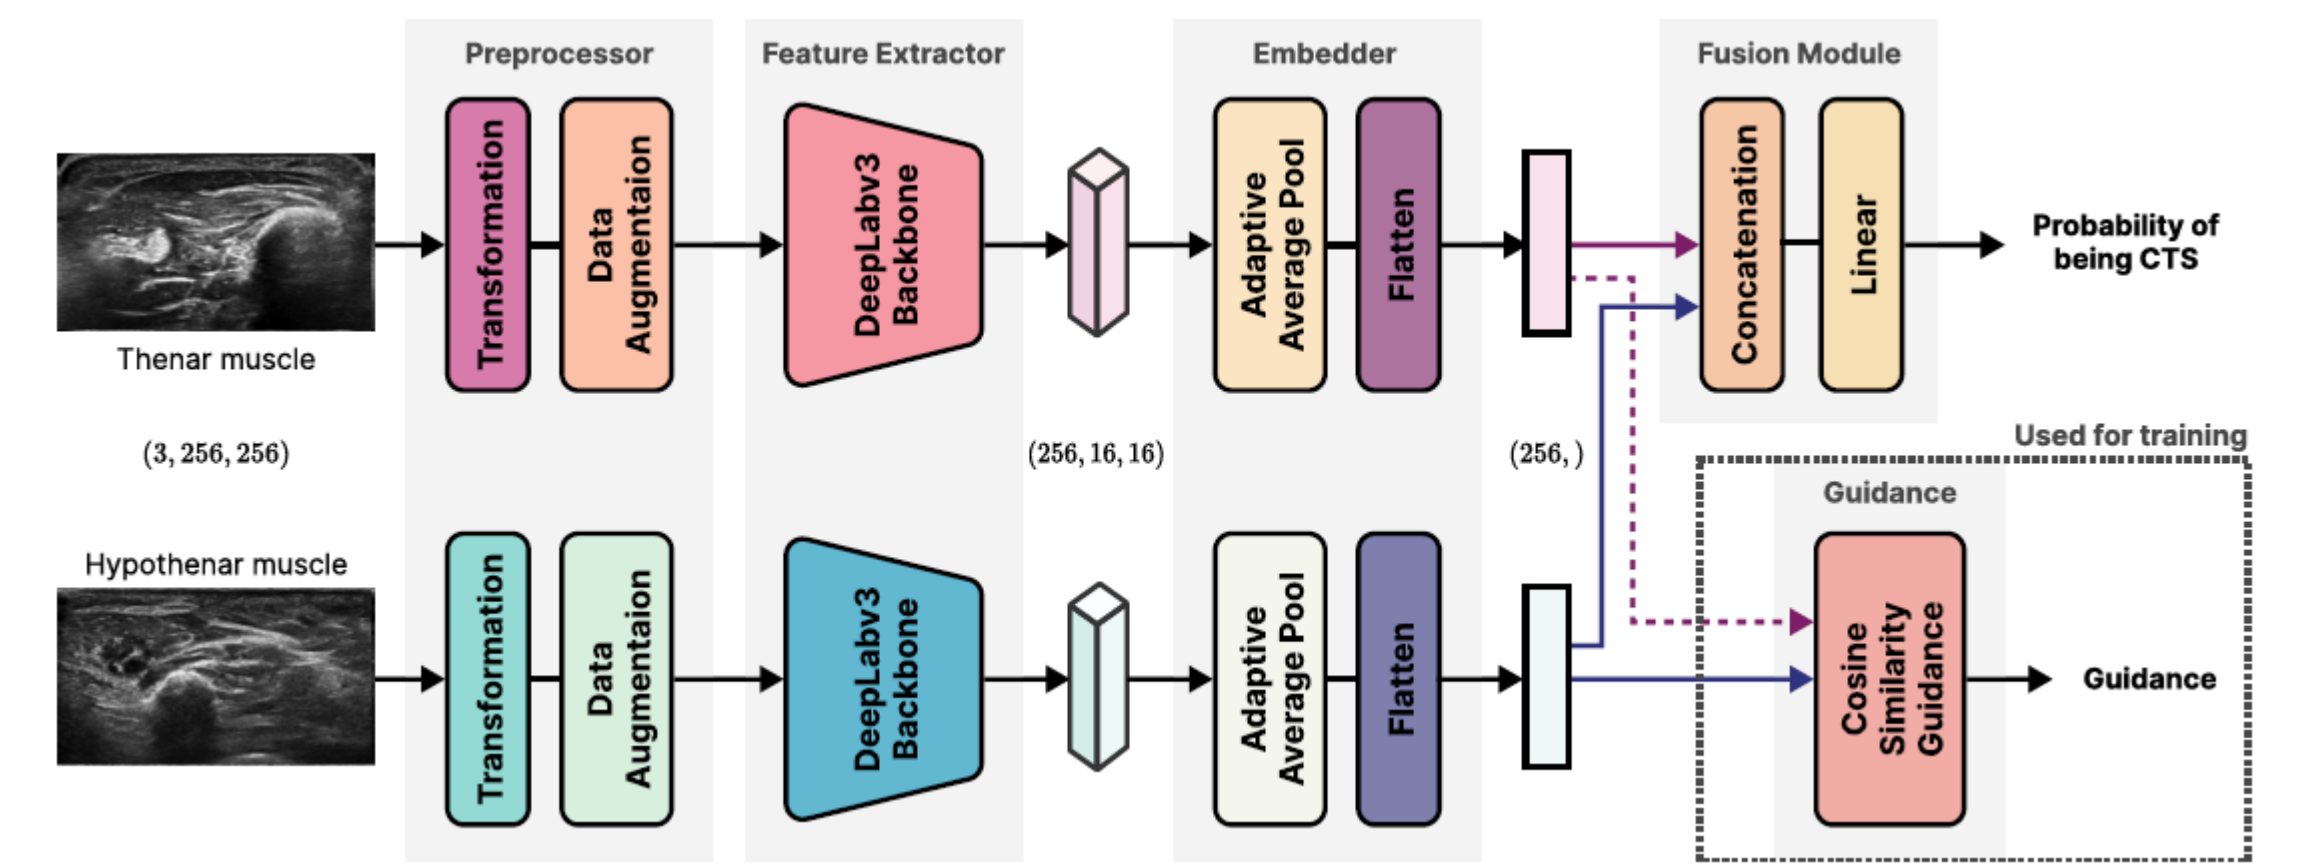 Preprocessor
Feature Extractor
Embedder
Fusion Module
Transformation
Data
Augmentaion
DeepLabv3
Backbone
Adaptive
Average Pool
Flatten
Concatenation
Linear
Probability of
being CTS
Thenar muscle
(3, 256, 256)
(256, 16, 16)
(256, )
Used for training
Guidance
Hypothenar muscle
Transformation
Data
Augmentaion
DeepLabv3
Backbone
Adaptive
Average Pool
Flatten
Cosine
Similarity
Guidance
Guidance